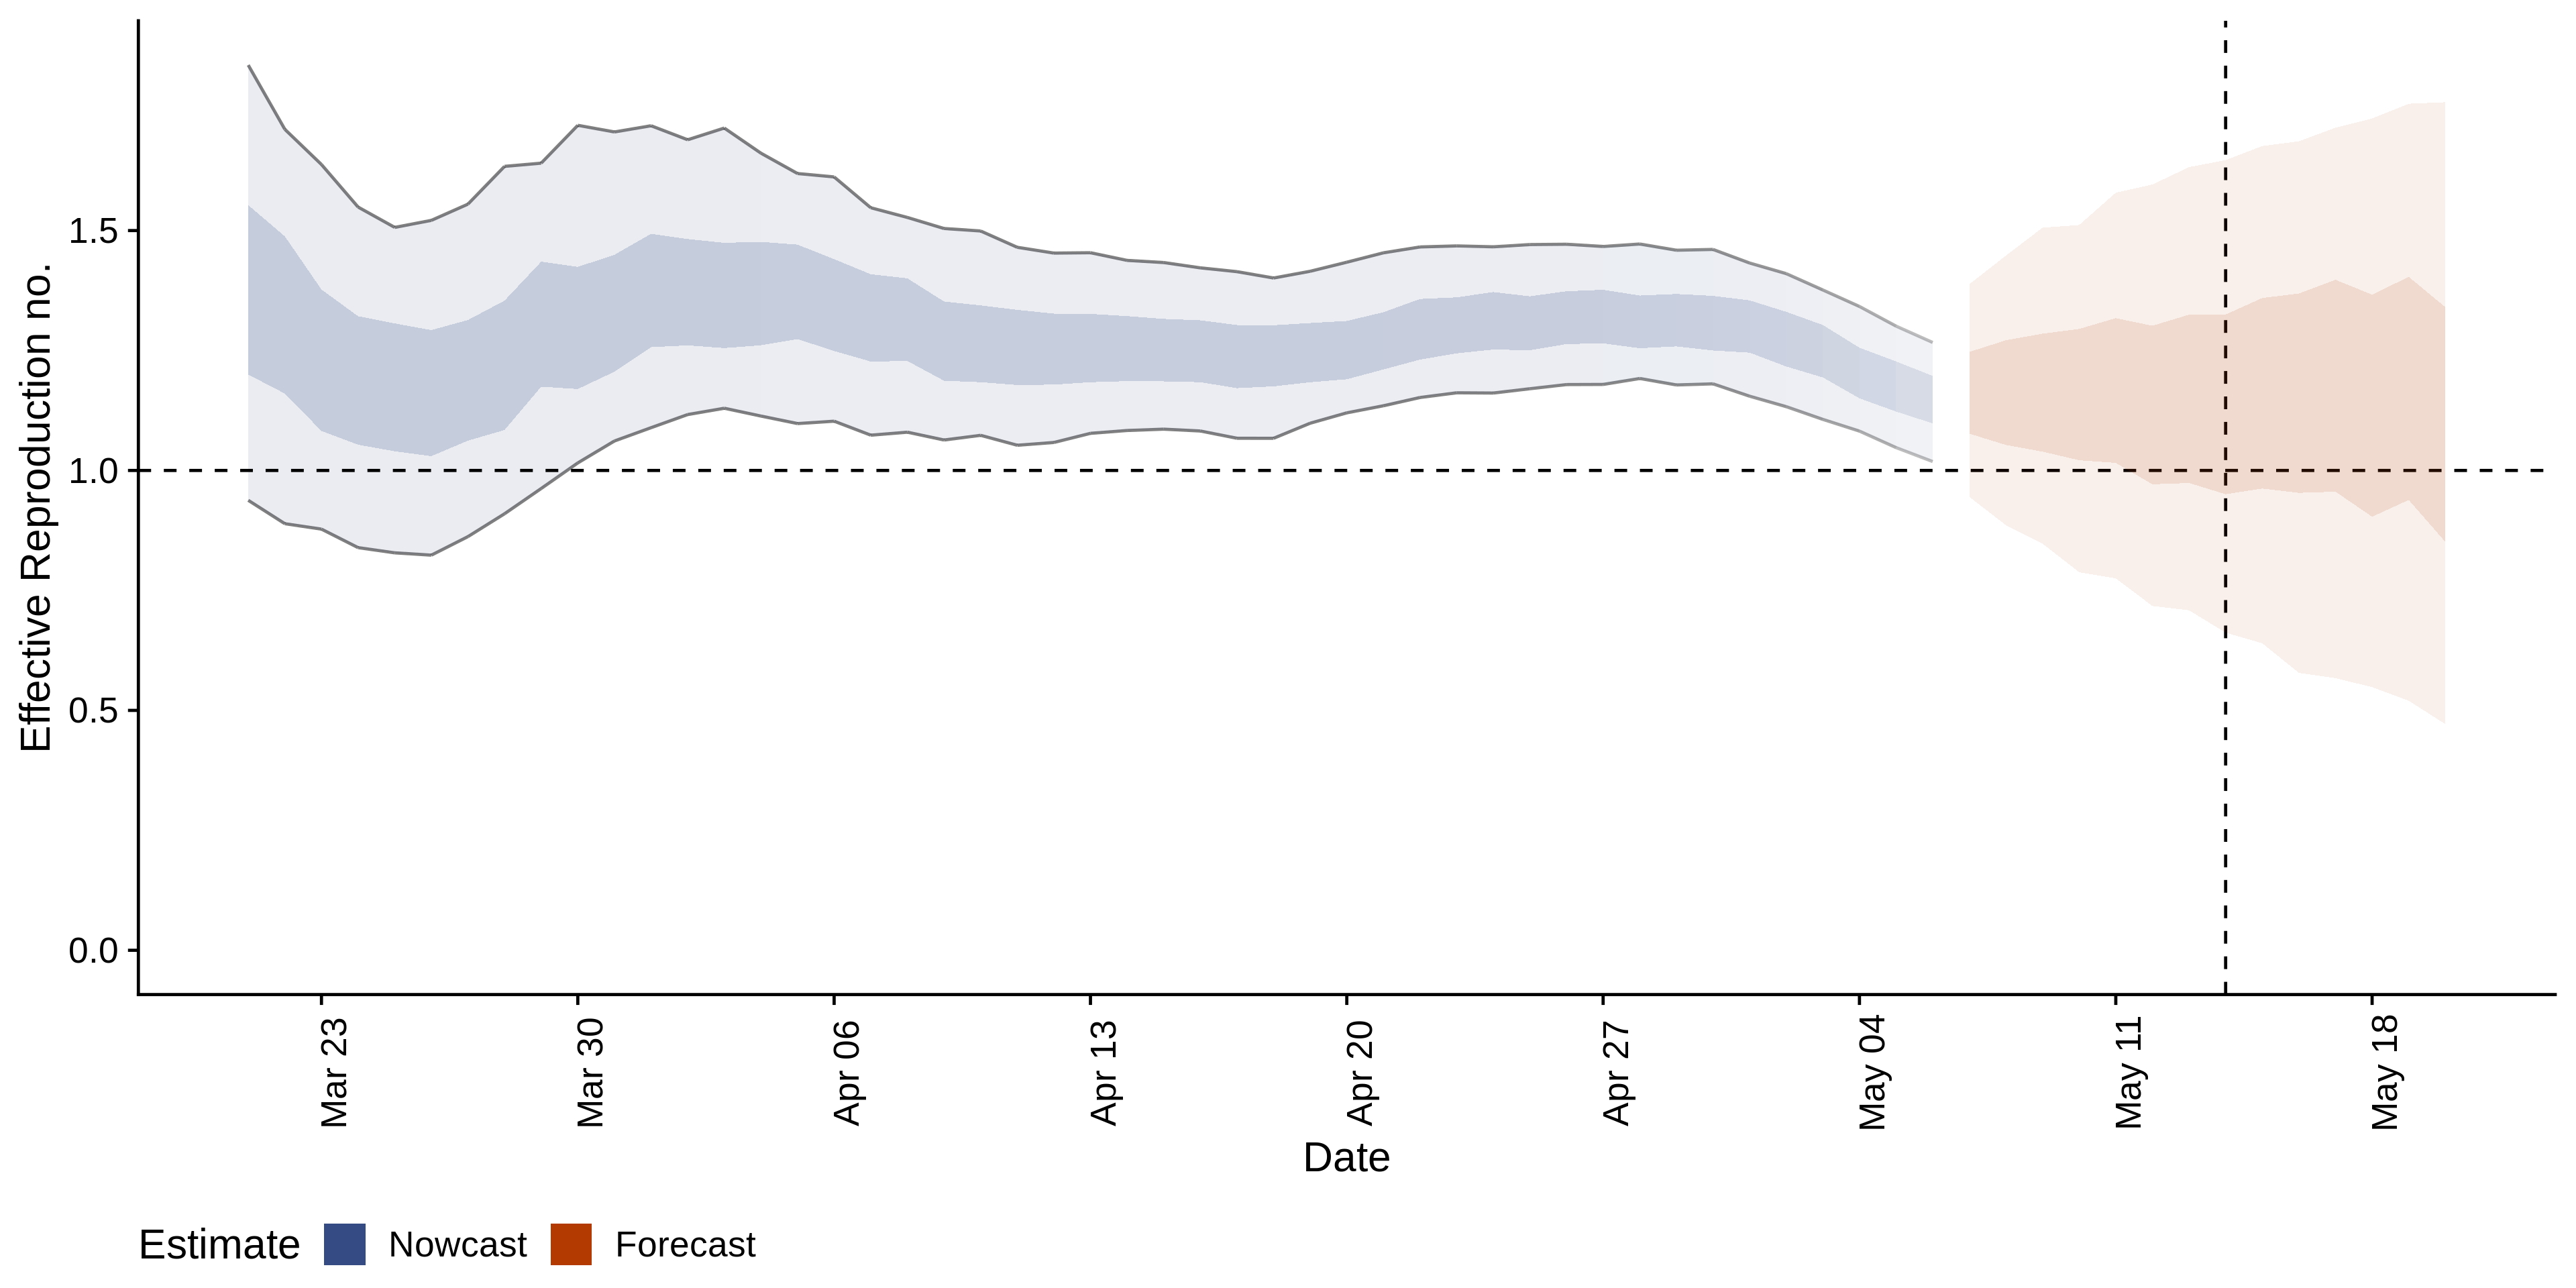 Effective Reproduction no.
1.5
1.0
0.5
0.0
Mar 23
Mar 30
Apr 06
Apr 13
Apr 20
Apr 27
May 04
May 11
May 18
Date
Estimate Nowcast Forecast